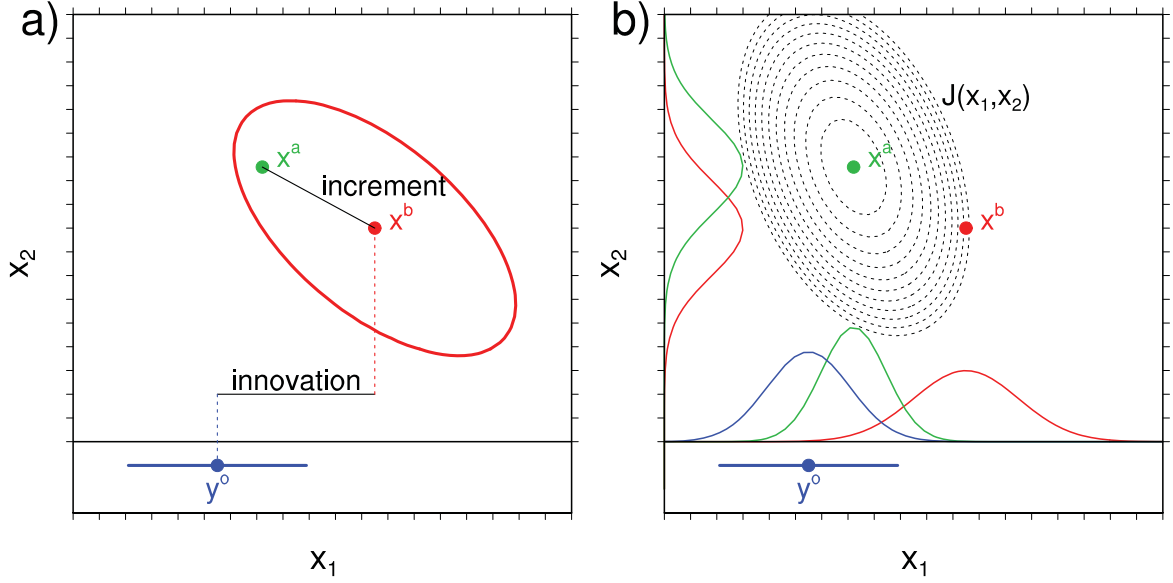 a)
x^a
increment
x^b
x_2
innovation
y^o
x_1
b)
J(x_1,x_2)
x^a
x^b
x_2
y^o
x_1